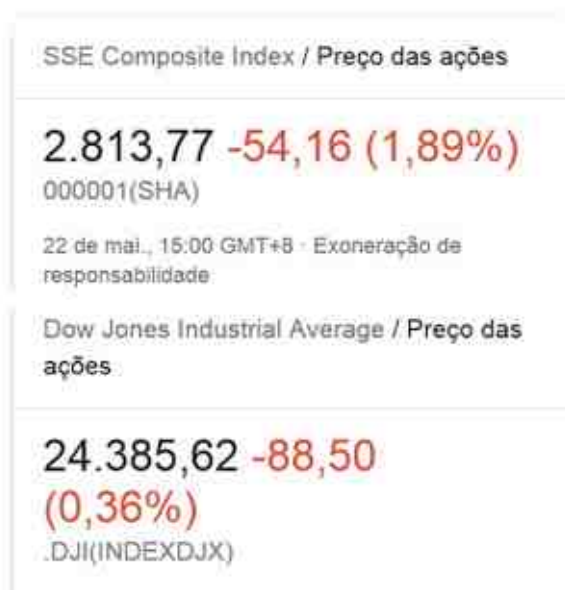 SSE Composite Index / Preço das ações
2.813,77 -54,16 (1,89%)
000001(SHA)
22 de mai., 15:00 GMT+8 · Exoneração de
responsabilidade
Dow Jones Industrial Average / Preço das
ações
24.385,62 -88,50
(0,36%)
.DJI(INDEXDJX)